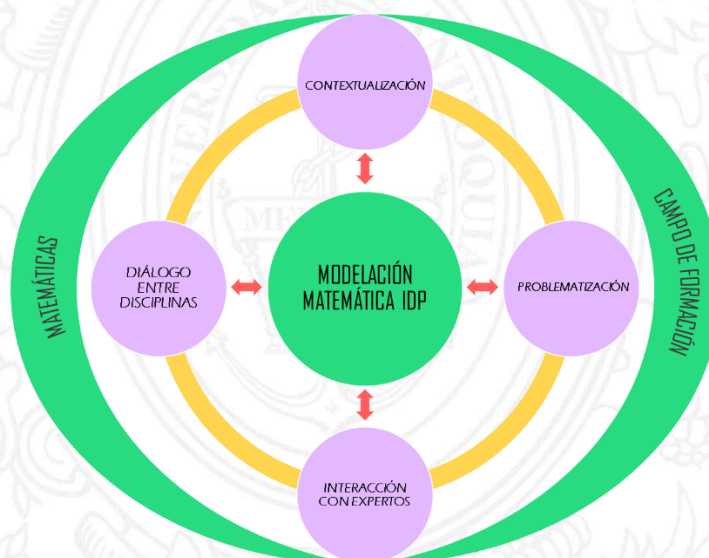 CONTEXTUALIZACIÓN
MATEMÁTICAS
DIÁLOGO
ENTRE
DISCIPLINAS
MODELACIÓN
MATEMÁTICA IDP
PROBLEMATIZACIÓN
CAMPO DE FORMACIÓN
INTERACCIÓN
CON EXPERTOS